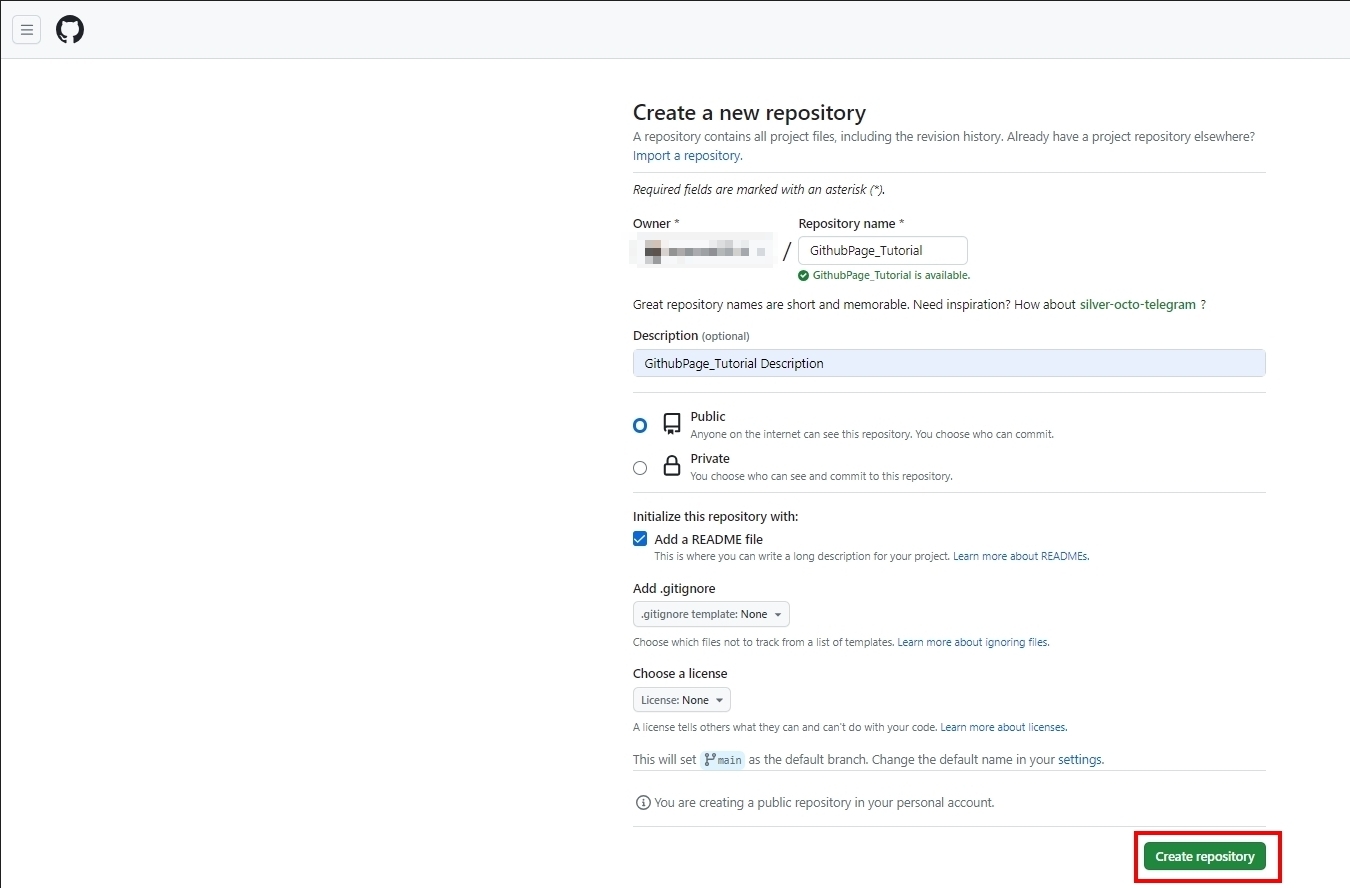 Create a new repository
A repository contains all project files, including the revision history. Already have a project repository elsewhere?
Import a repository.
Required fields are marked with an asterisk (*).
Owner *
Repository name *
/
GithubPage_Tutorial
GithubPage_Tutorial is available.
Great repository names are short and memorable. Need inspiration? How about silver-octo-telegram ?
Description (optional)
GithubPage_Tutorial Description
Public
Anyone on the internet can see this repository. You choose who can commit.
Private
You choose who can see and commit to this repository.
Initialize this repository with:
Add a README file
This is where you can write a long description for your project. Learn more about READMEs.
Add .gitignore
.gitignore template: None
Choose which files not to track from a list of templates. Learn more about ignoring files.
Choose a license
License: None
A license tells others what they can and can't do with your code. Learn more about licenses.
This will set main as the default branch. Change the default name in your settings.
You are creating a public repository in your personal account.
Create repository